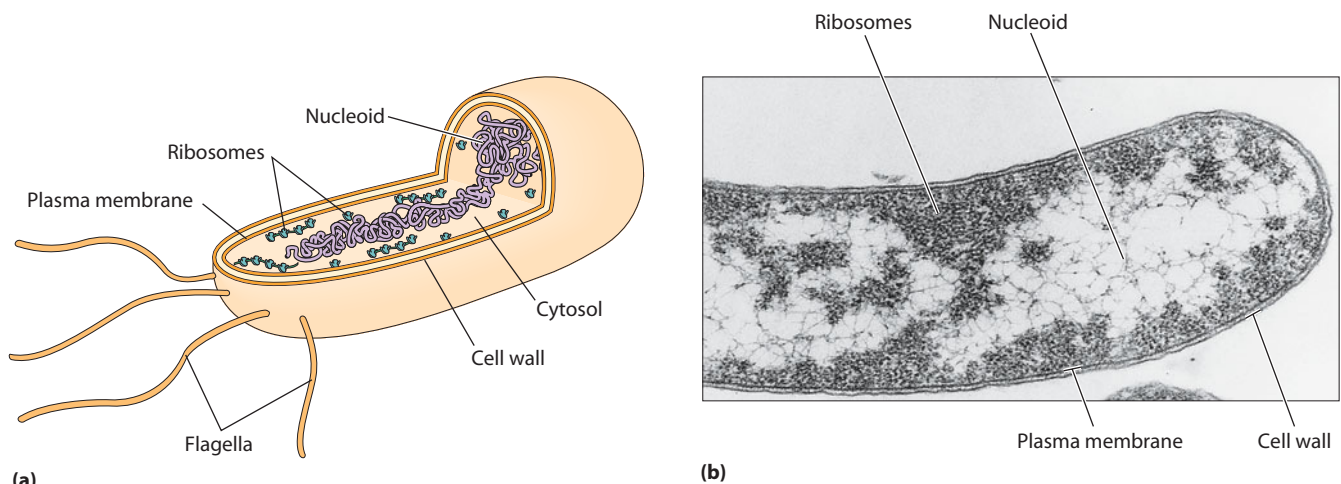 Nucleoid
Ribosomes
Plasma membrane
Cytosol
Cell wall
Flagella
(a)
Ribosomes
Nucleoid
Plasma membrane
Cell wall
(b)